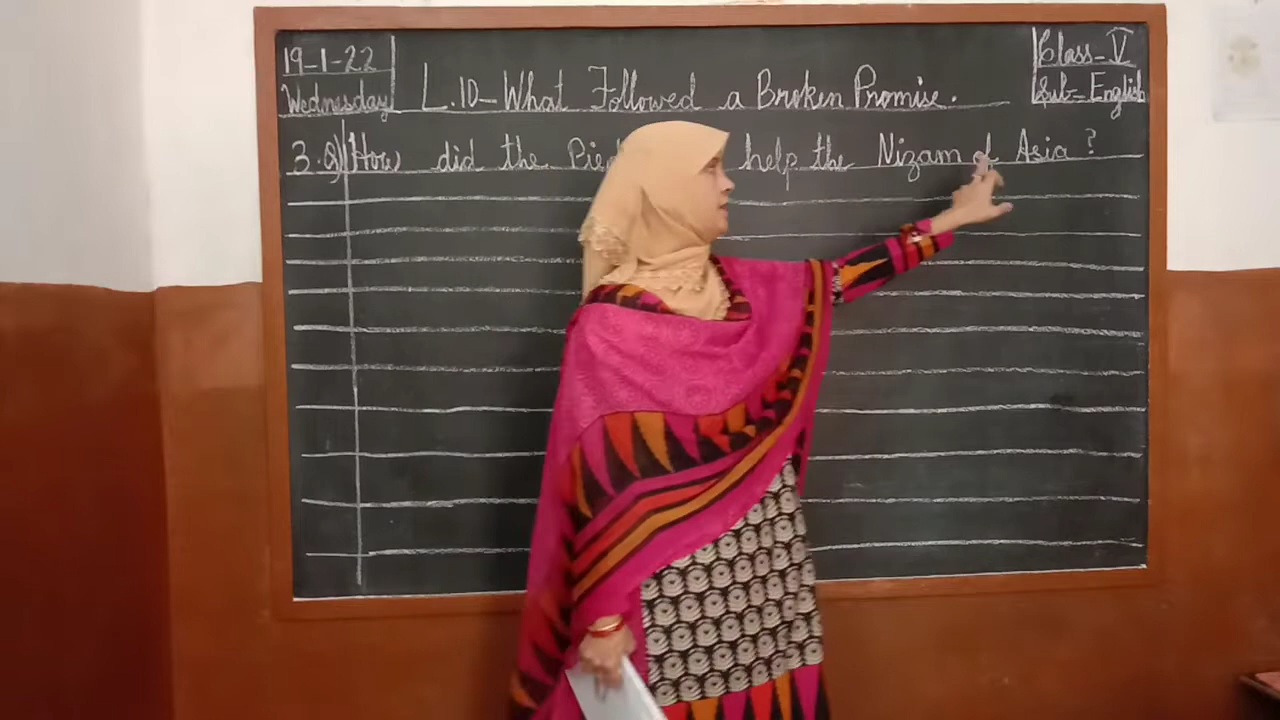 19-1-22
Wednesday
L.10-What Followed a Broken Promise.
Class-V
Sub-English
3.Q) How did the Pie help the Nizam of Asia?